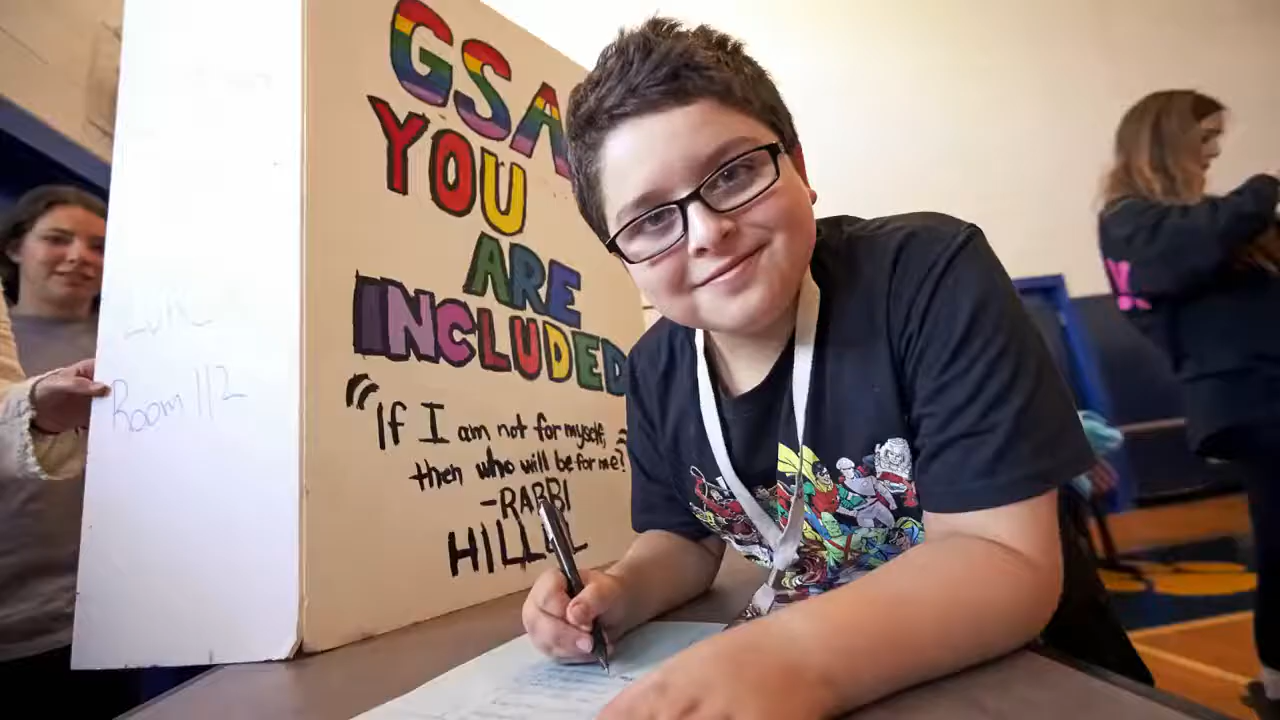 GSA
YOU
ARE
INCLUDED
"If I am not for myself,
then who will be for me?"
-RABBI
HILLEL
Room 112